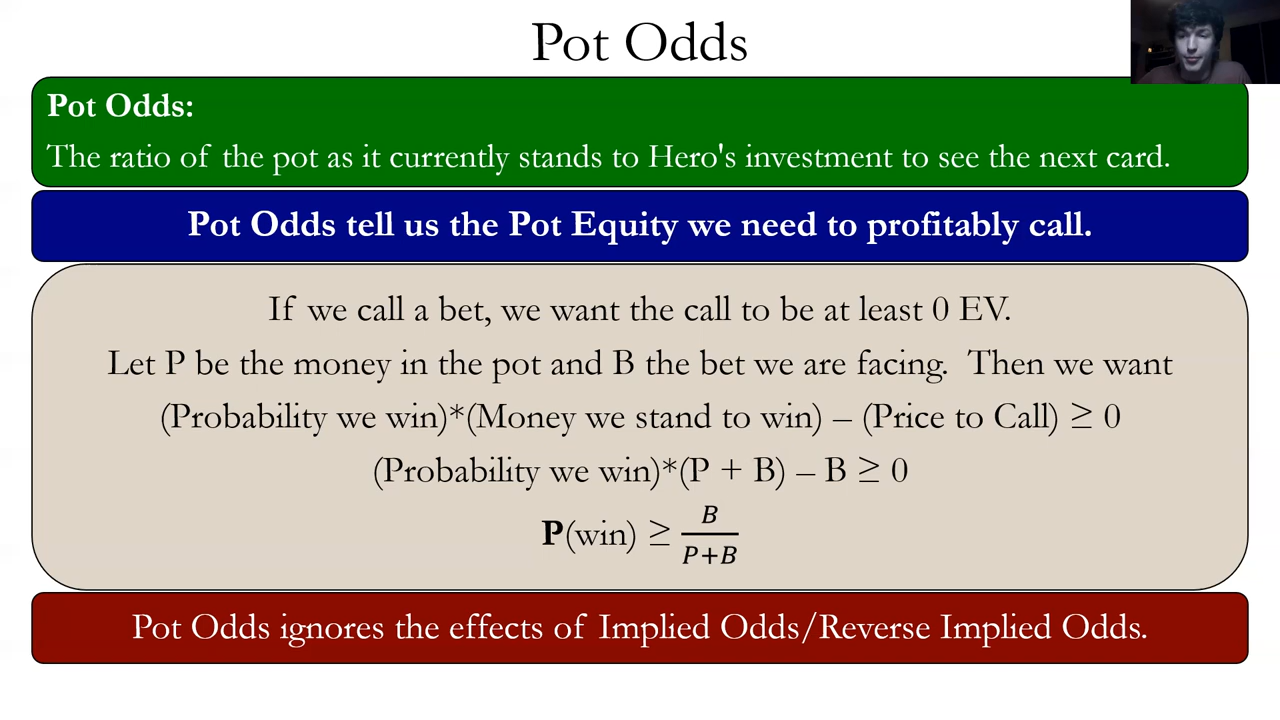 Pot Odds
Pot Odds:
The ratio of the pot as it currently stands to Hero's investment to see the next card.
Pot Odds tell us the Pot Equity we need to profitably call.
If we call a bet, we want the call to be at least 0 EV.
Let P be the money in the pot and B the bet we are facing. Then we want
(Probability we win)*(Money we stand to win) – (Price to Call) ≥ 0
(Probability we win)*(P + B) – B ≥ 0
P(win) ≥ B/(P+B)
Pot Odds ignores the effects of Implied Odds/Reverse Implied Odds.